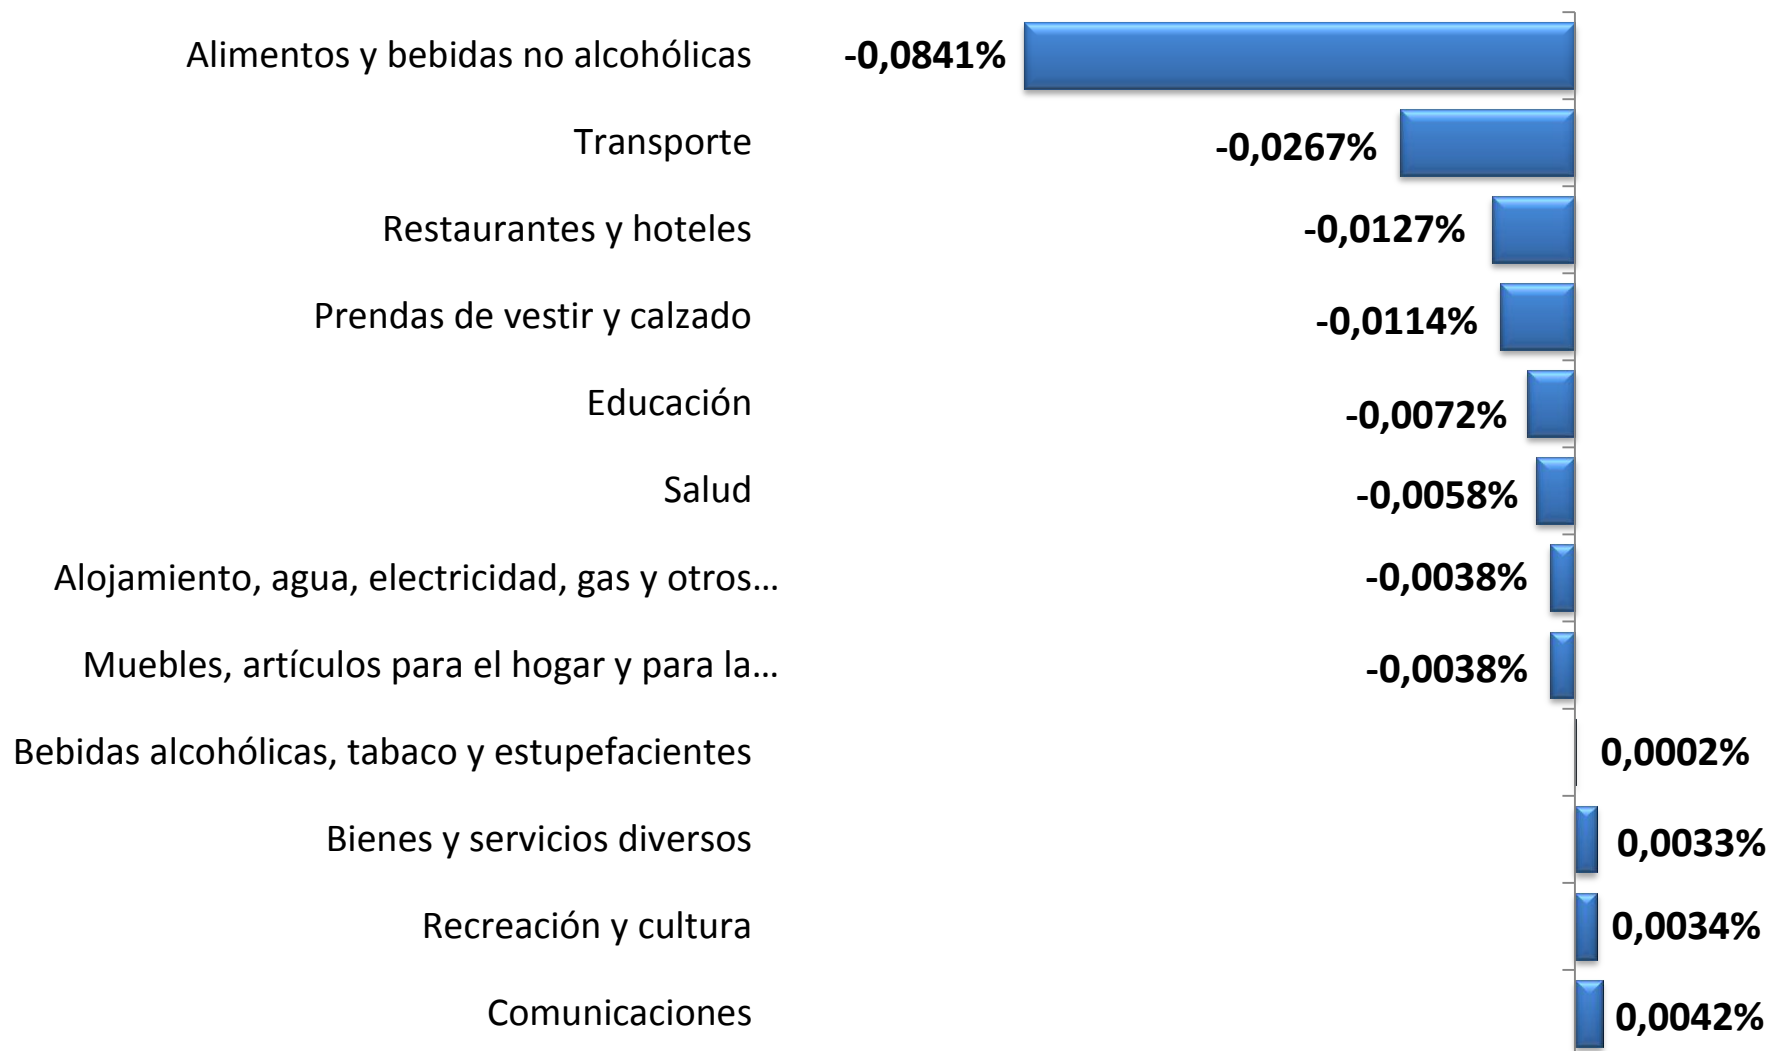 Alimentos y bebidas no alcohólicas -0,0841%
Transporte -0,0267%
Restaurantes y hoteles -0,0127%
Prendas de vestir y calzado -0,0114%
Educación -0,0072%
Salud -0,0058%
Alojamiento, agua, electricidad, gas y otros… -0,0038%
Muebles, artículos para el hogar y para la… -0,0038%
Bebidas alcohólicas, tabaco y estupefacientes 0,0002%
Bienes y servicios diversos 0,0033%
Recreación y cultura 0,0034%
Comunicaciones 0,0042%